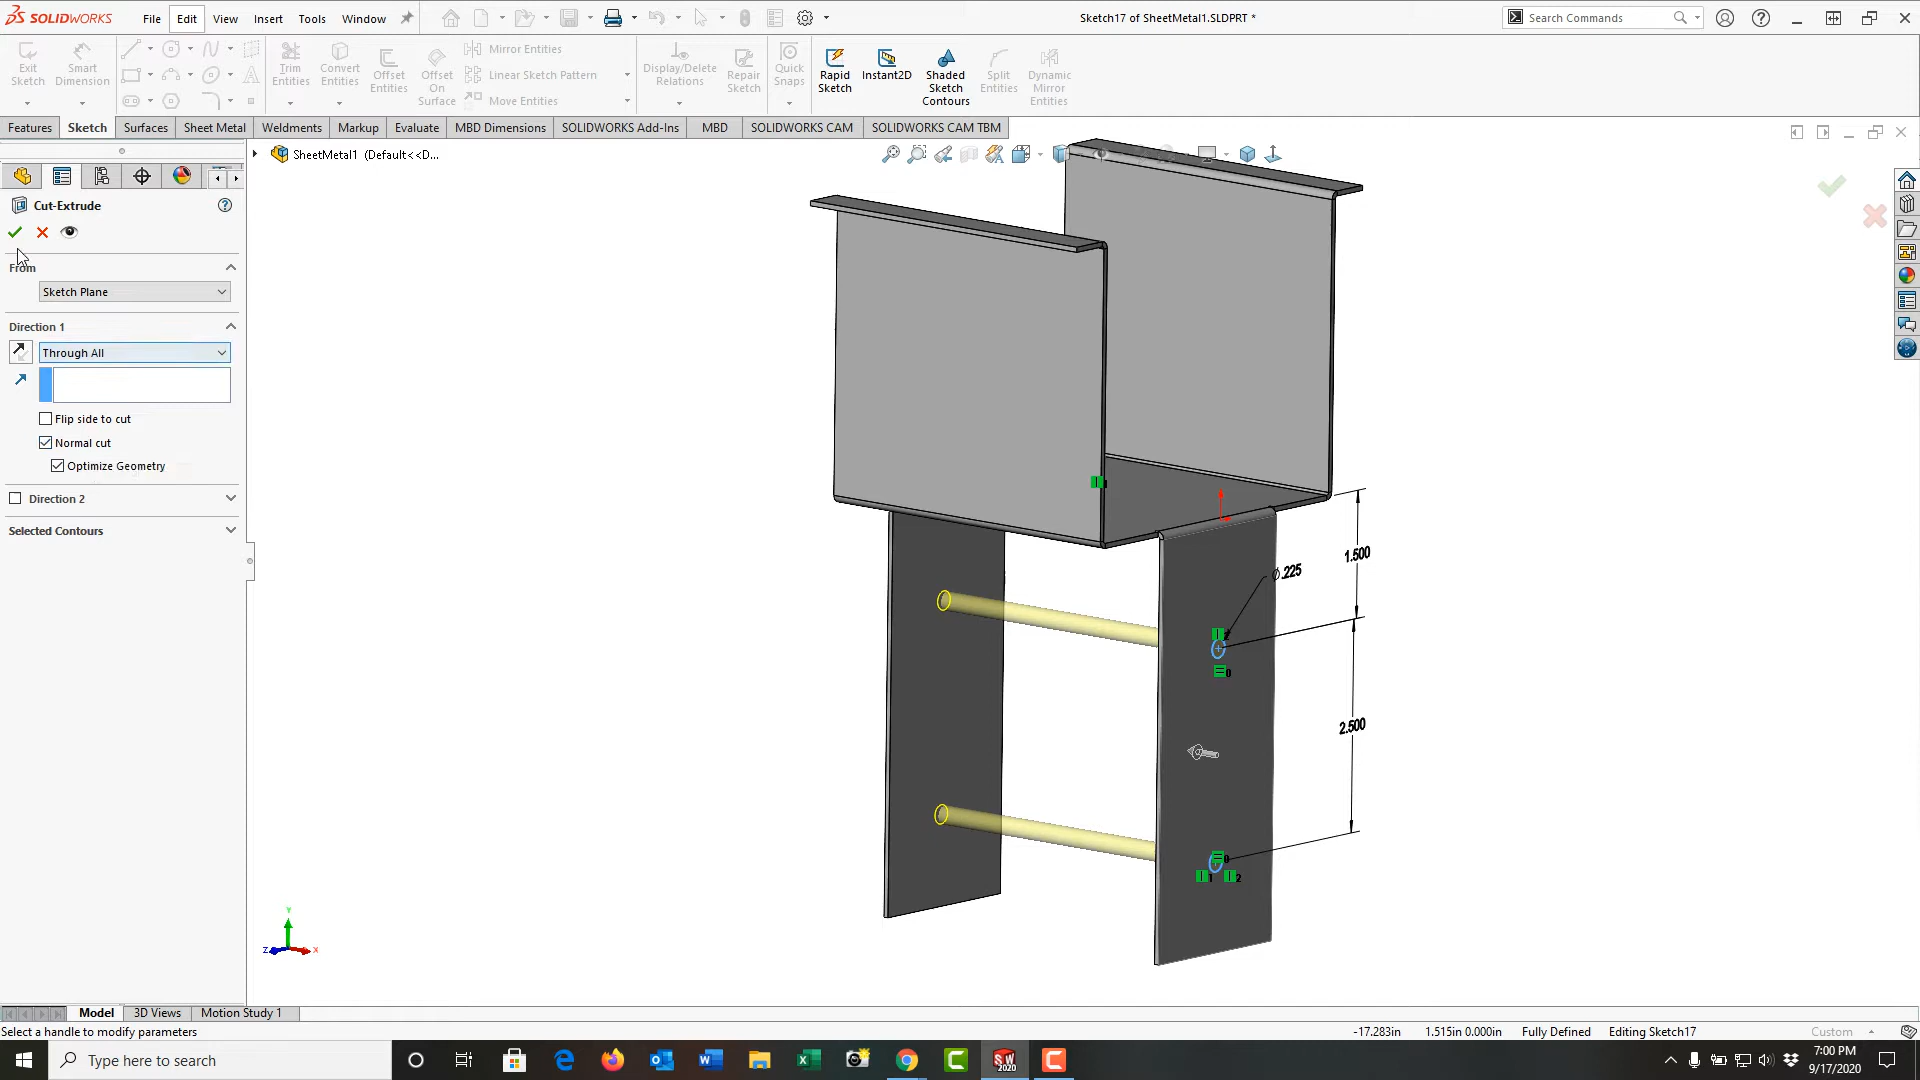 SOLIDWORKS File Edit View Insert Tools Window Sketch17 of SheetMetal1.SLDPRT * Search Commands
Exit Sketch
Smart Dimension
Trim Entities
Convert Entities
Offset Entities
Offset On Surface
Mirror Entities
Linear Sketch Pattern
Move Entities
Display/Delete Relations
Repair Sketch
Quick Snaps
Rapid Sketch
Instant2D
Shaded Sketch Contours
Split Entities
Dynamic Mirror Entities
Features Sketch Surfaces Sheet Metal Weldments Markup Evaluate MBD Dimensions SOLIDWORKS Add-Ins MBD SOLIDWORKS CAM SOLIDWORKS CAM TBM
SheetMetal1 (Default<<D...
Cut-Extrude
From
Sketch Plane
Direction 1
Through All
Flip side to cut
Normal cut
Optimize Geometry
Direction 2
Selected Contours
1.500
Ø.225
2.500
Y
Z X
Model 3D Views Motion Study 1
Select a handle to modify parameters -17.283in 1.515in 0.000in Fully Defined Editing Sketch17 Custom
Type here to search
SW 2020
7:00 PM
9/17/2020